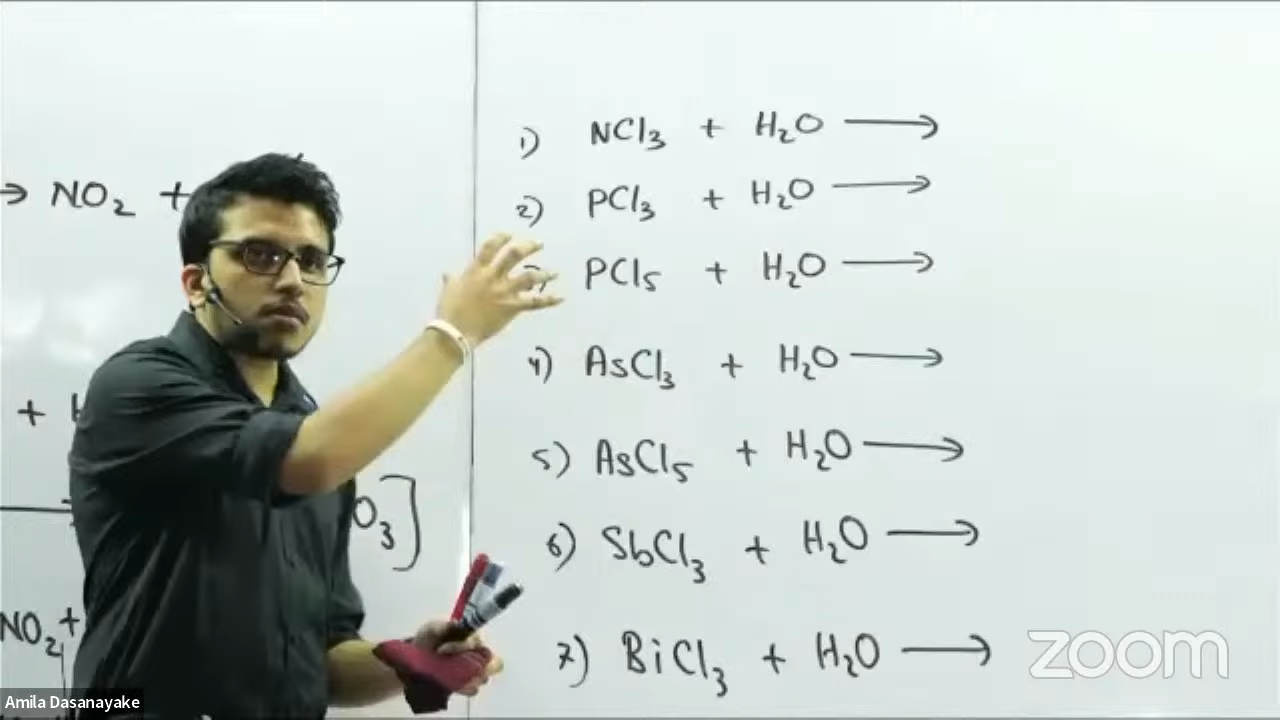 → NO₂ +
+
O₃]
NO₂ +
1) NCl₃ + H₂O →
2) PCl₃ + H₂O →
PCl₅ + H₂O →
4) AsCl₃ + H₂O →
5) AsCl₅ + H₂O →
6) SbCl₃ + H₂O →
7) BiCl₃ + H₂O →
zoom
Amila Dasanayake